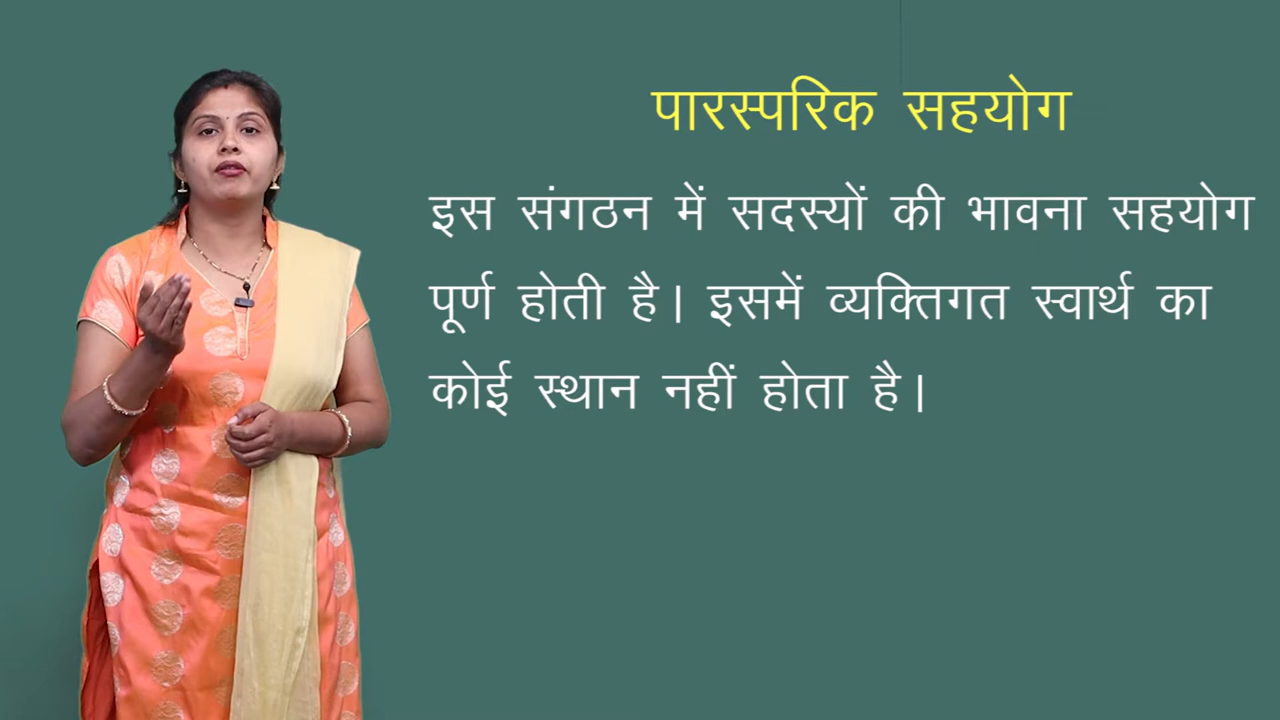 पारस्परिक सहयोग
इस संगठन में सदस्यों की भावना सहयोग
पूर्ण होती है। इसमें व्यक्तिगत स्वार्थ का
कोई स्थान नहीं होता है।